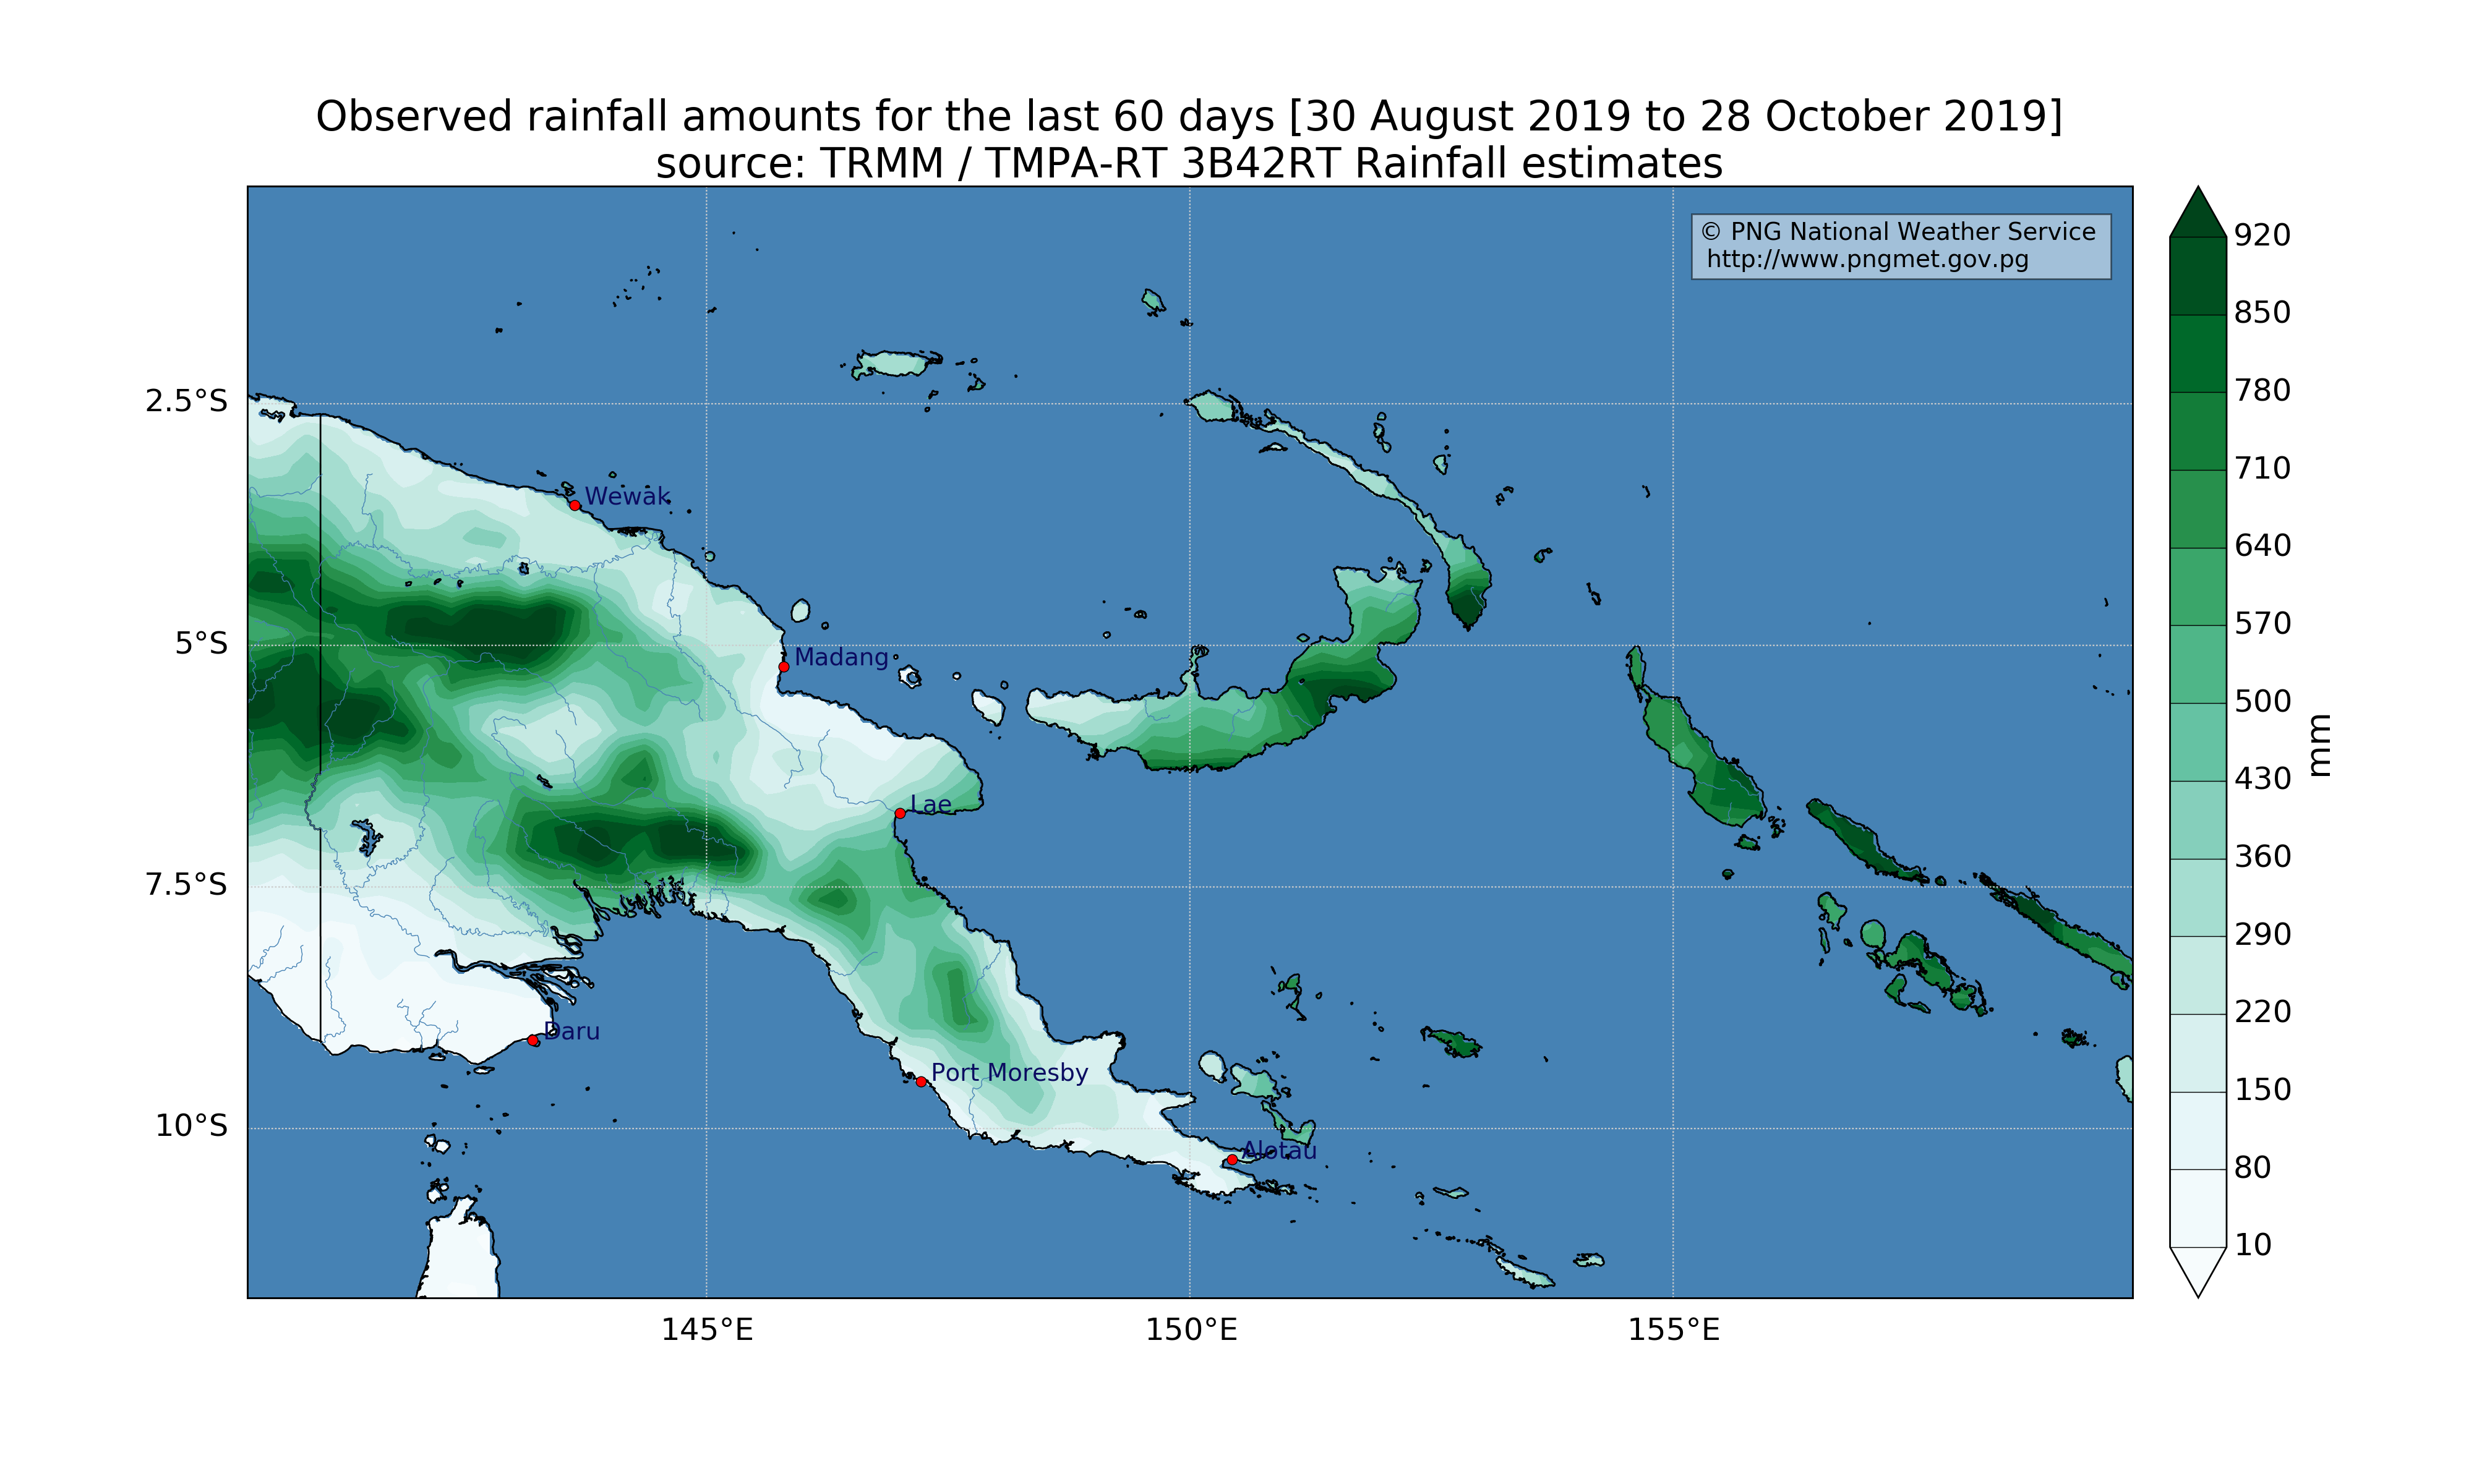 Observed rainfall amounts for the last 60 days [30 August 2019 to 28 October 2019]
source: TRMM / TMPA-RT 3B42RT Rainfall estimates
© PNG National Weather Service
http://www.pngmet.gov.pg
2.5°S
5°S
7.5°S
10°S
Wewak
Madang
Lae
Daru
Port Moresby
Alotau
145°E
150°E
155°E
920
850
780
710
640
570
500
430
360
290
220
150
80
10
mm